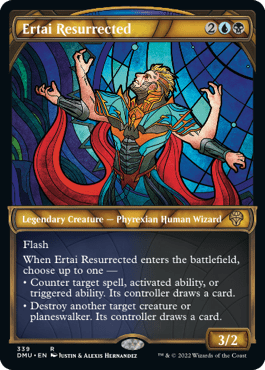 Ertai Resurrected 2
Legendary Creature — Phyrexian Human Wizard
Flash
When Ertai Resurrected enters the battlefield,
choose up to one —
• Counter target spell, activated ability, or
triggered ability. Its controller draws a card.
• Destroy another target creature or
planeswalker. Its controller draws a card.
3/2
339 R
DMU • EN Justin & Alexis Hernandez ™ & © 2022 Wizards of the Coast